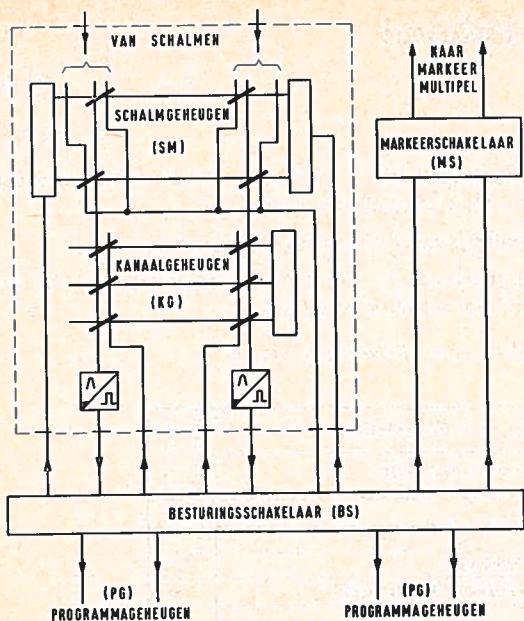 VAN SCHALMEN
NAAR
MARKEER
MULTIPEL
SCHALMGEHEUGEN
(SM)
MARKEERSCHAKELAAR
(MS)
KANAALGEHEUGEN
(KG)
BESTURINGSSCHAKELAAR (BS)
(PG)
PROGRAMMAGEHEUGEN
(PG)
PROGRAMMAGEHEUGEN